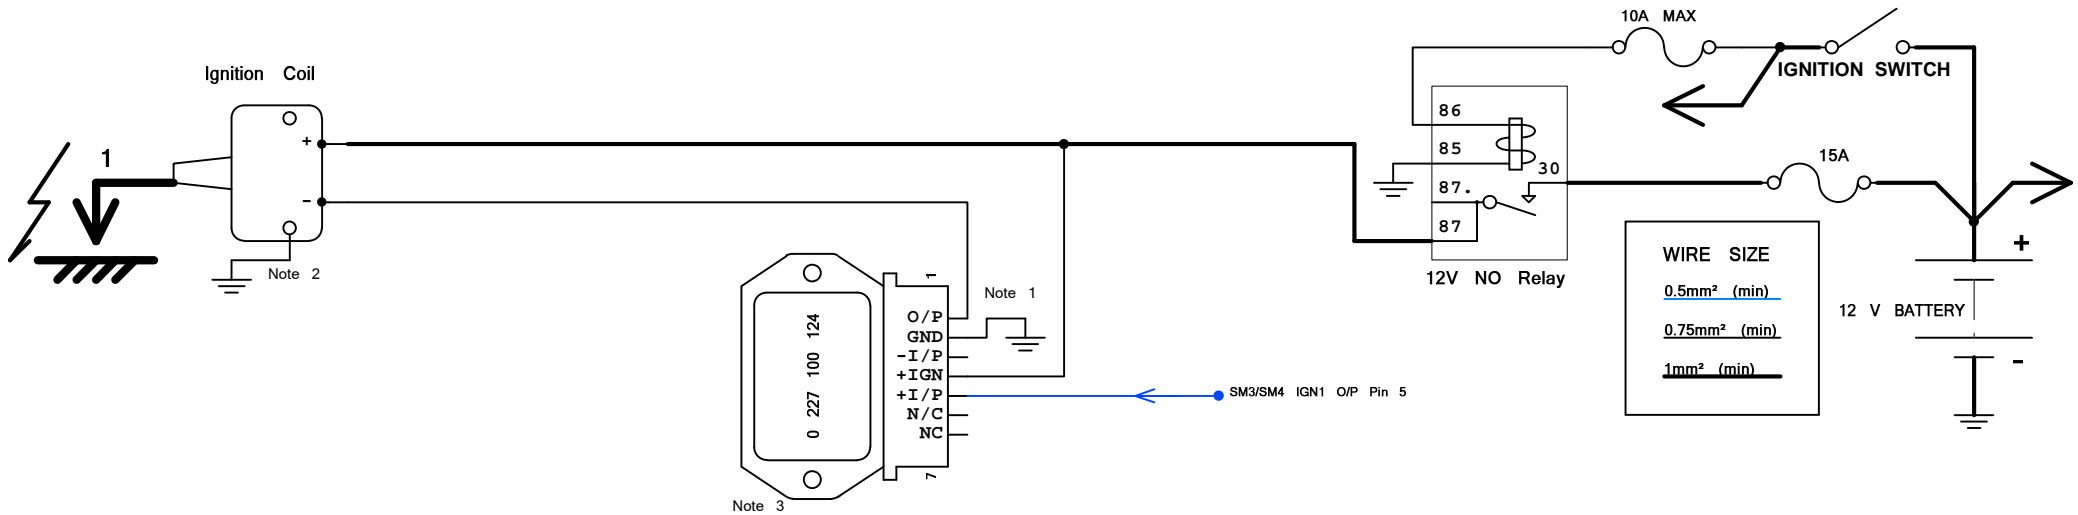 10A MAX
IGNITION SWITCH
Ignition Coil
+
1
-
Note 2
86
85
30
87.
87
12V NO Relay
15A
WIRE SIZE
0.5mm² (min)
0.75mm² (min)
1mm² (min)
+
12 V BATTERY
-
1
Note 1
O/P
GND
-I/P
+IGN
+I/P
N/C
NC
7
0 227 100 124
Note 3
SM3/SM4 IGN1 O/P Pin 5